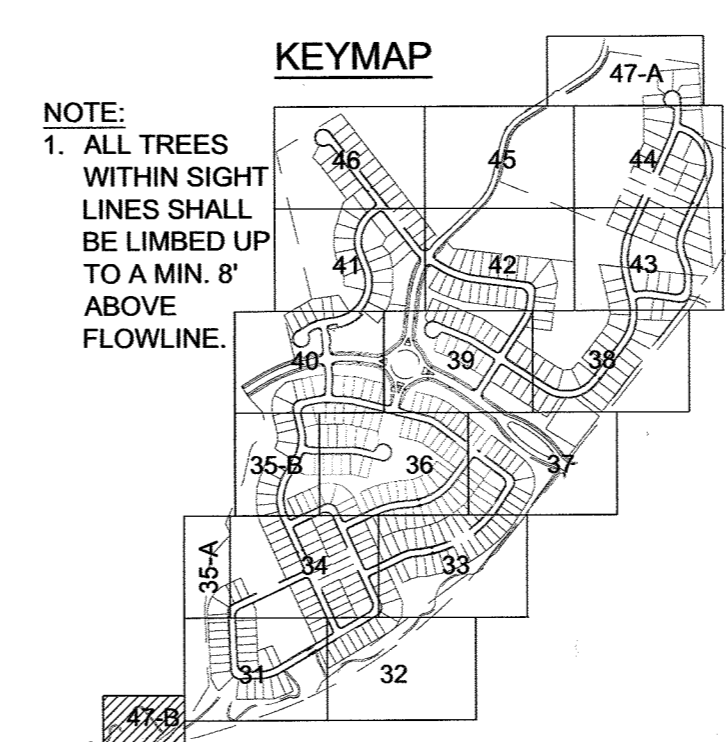 KEYMAP
NOTE:
1. ALL TREES
WITHIN SIGHT
LINES SHALL
BE LIMBED UP
TO A MIN. 8'
ABOVE
FLOWLINE.
47-A
46
45
44
41
42
43
40
39
38
35-B
36
37
35-A
34
33
31
32
47-B